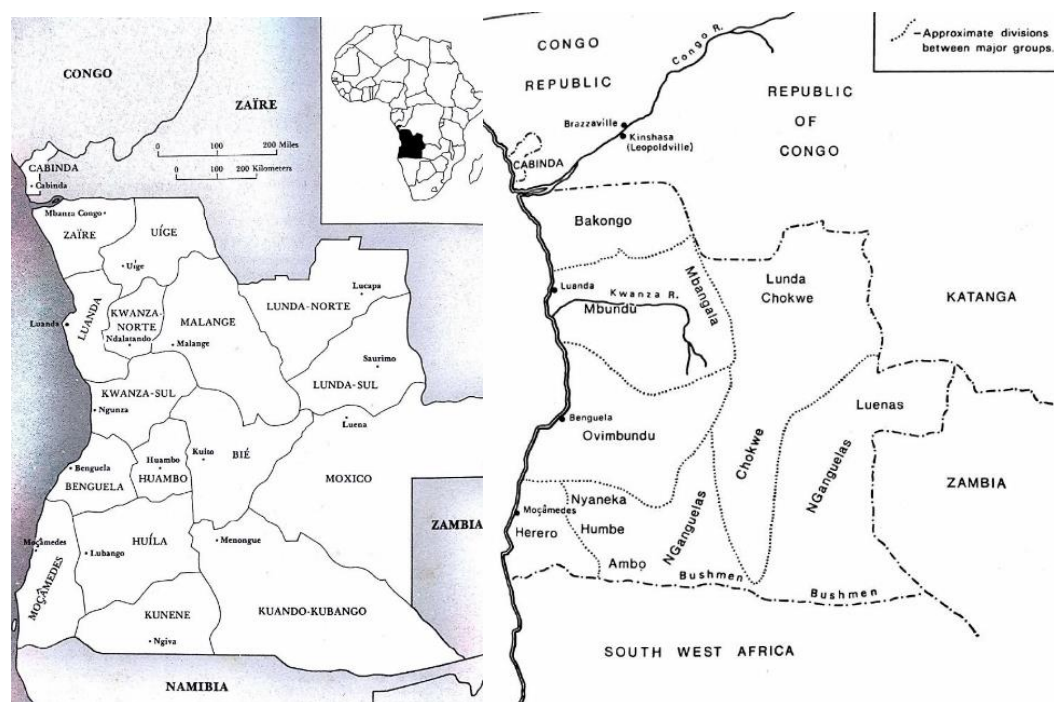 CONGO
ZAÏRE
0 100 200 Miles
0 100 200 Kilometers
CABINDA
Cabinda
Mbanza Congo
ZAÏRE
UÍGE
Uíge
LUANDA
Luanda
KWANZA-
NORTE
Ndalatando
MALANGE
Malange
LUNDA-NORTE
Lucapa
Saurimo
LUNDA-SUL
KWANZA-SUL
Ngunza
Luena
Benguela
BENGUELA
Huambo
HUAMBO
Kuito
BIÉ
MOXICO
ZAMBIA
Moçâmedes
MOÇÂMEDES
HUÍLA
Lubango
Menongue
KUNENE
Ngiva
KUANDO-KUBANGO
NAMIBIA
Approximate divisions
between major groups.
CONGO
REPUBLIC
Congo R.
REPUBLIC
OF
CONGO
Brazzaville
Kinshasa
(Leopoldville)
CABINDA
Bakongo
Luanda
Kwanza R.
Mbundu
Mbangala
Lunda
Chokwe
KATANGA
Benguela
Ovimbundu
Chokwe
Luenas
NGanguelas
ZAMBIA
Moçâmedes
Nyaneka
Herero
Humbe
Ambo
NGanguelas
Bushmen
Bushmen
SOUTH WEST AFRICA